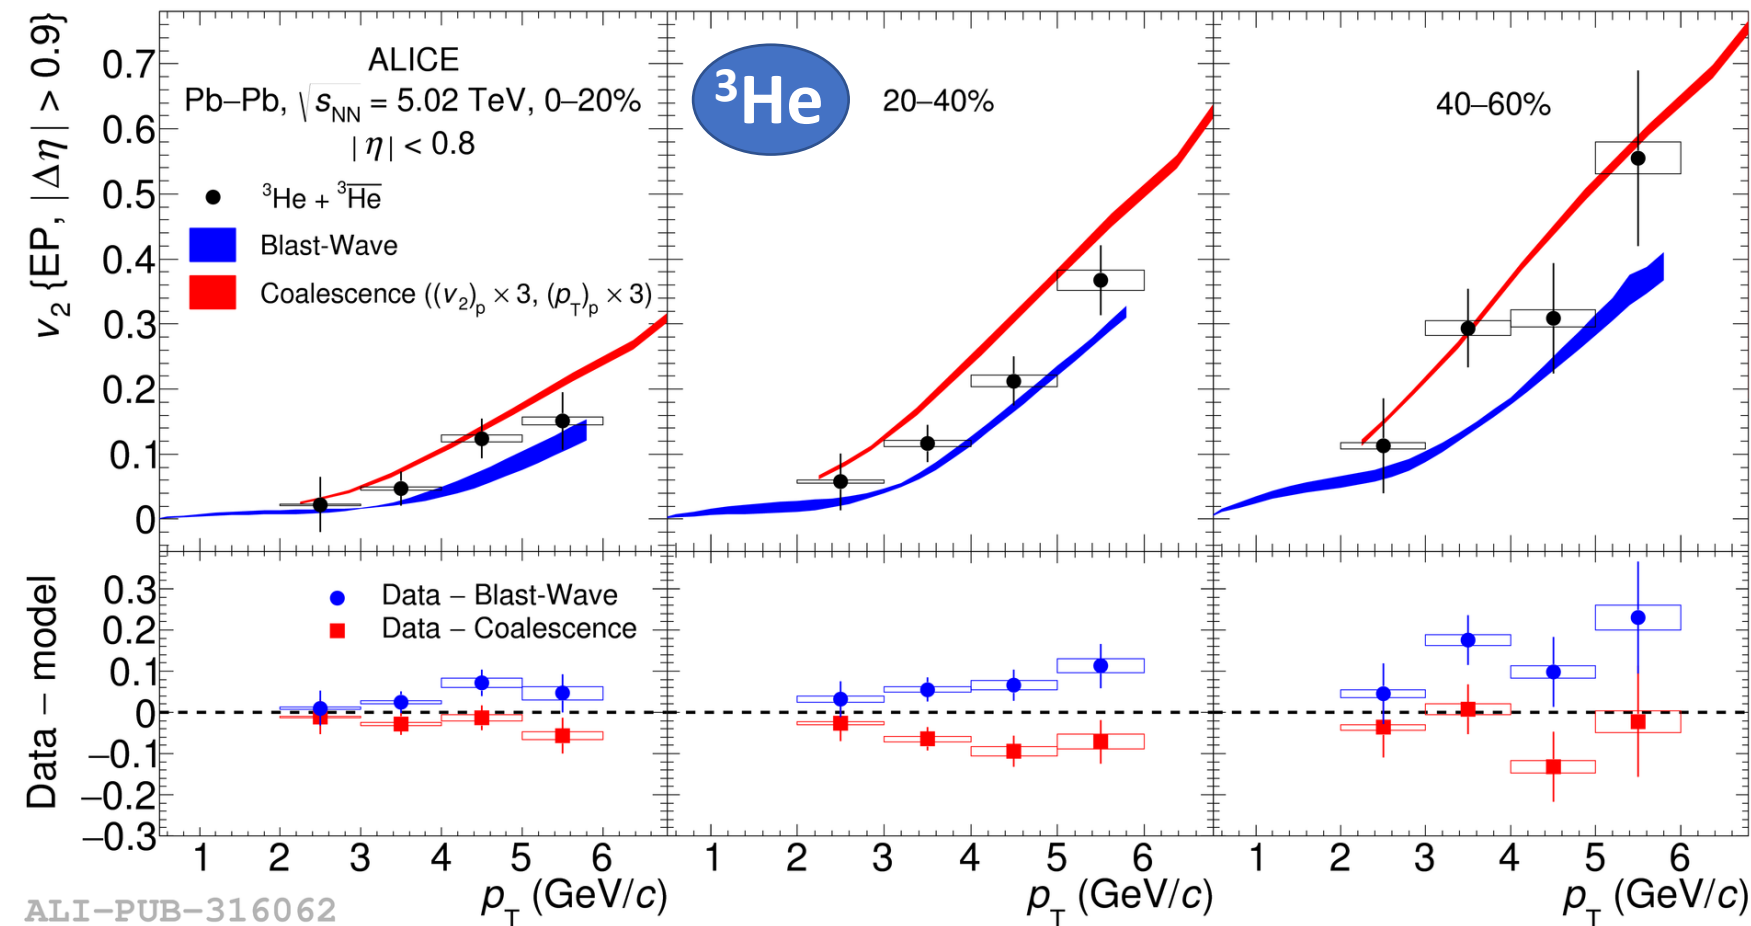 ALICE
Pb–Pb, √sNN = 5.02 TeV, 0–20%
|η| < 0.8
³He + ³H̅e̅
Blast-Wave
Coalescence ((v₂)p × 3, (pT)p × 3)
³He
20–40%
40–60%
v₂ {EP, |Δη| > 0.9}
0.7
0.6
0.5
0.4
0.3
0.2
0.1
0
Data – Blast-Wave
Data – Coalescence
Data – model
0.3
0.2
0.1
0
–0.1
–0.2
–0.3
1 2 3 4 5 6
1 2 3 4 5 6
1 2 3 4 5 6
pT (GeV/c)
pT (GeV/c)
pT (GeV/c)
ALI-PUB-316062